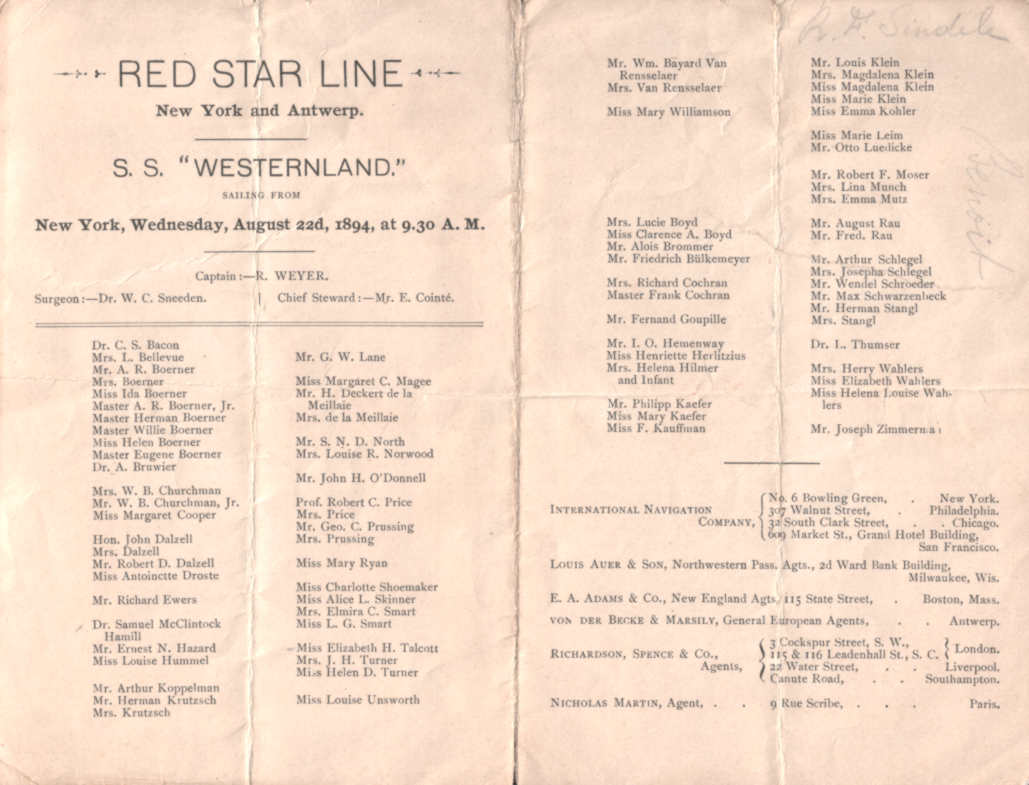 RED STAR LINE
New York and Antwerp.
S. S. "WESTERNLAND."
SAILING FROM
New York, Wednesday, August 22d, 1894, at 9.30 A. M.
Captain :—R. WEYER.
Surgeon :—Dr. W. C. Sneeden. | Chief Steward :—Mr. E. Cointé.
Dr. C. S. Bacon
Mrs. L. Bellevue
Mr. A. R. Boerner
Mrs. Boerner
Miss Ida Boerner
Master A. R. Boerner, Jr.
Master Herman Boerner
Master Willie Boerner
Miss Helen Boerner
Master Eugene Boerner
Dr. A. Bruwier
Mrs. W. B. Churchman
Mr. W. B. Churchman, Jr.
Miss Margaret Cooper
Hon. John Dalzell
Mrs. Dalzell
Mr. Robert D. Dalzell
Miss Antoinctte Droste
Mr. Richard Ewers
Dr. Samuel McClintock
Hamill
Mr. Ernest N. Hazard
Miss Louise Hummel
Mr. Arthur Koppelman
Mr. Herman Krutzsch
Mrs. Krutzsch
Mr. G. W. Lane
Miss Margaret C. Magee
Mr. H. Deckert de la
Meillaie
Mrs. de la Meillaie
Mr. S. N. D. North
Mrs. Louise R. Norwood
Mr. John H. O'Donnell
Prof. Robert C. Price
Mrs. Price
Mr. Geo. C. Prussing
Mrs. Prussing
Miss Mary Ryan
Miss Charlotte Shoemaker
Miss Alice L. Skinner
Mrs. Elmira C. Smart
Miss L. G. Smart
Miss Elizabeth H. Talcott
Mrs. J. H. Turner
Miss Helen D. Turner
Miss Louise Unsworth
Mr. Wm. Bayard Van
Rensselaer
Mrs. Van Rensselaer
Miss Mary Williamson
Mrs. Lucie Boyd
Miss Clarence A. Boyd
Mr. Alois Brommer
Mr. Friedrich Bülkemeyer
Mrs. Richard Cochran
Master Frank Cochran
Mr. Fernand Goupille
Mr. I. O. Hemenway
Miss Henriette Herlitzius
Mrs. Helena Hilmer
and Infant
Mr. Philipp Kaefer
Miss Mary Kaefer
Miss F. Kauffman
Mr. Louis Klein
Mrs. Magdalena Klein
Miss Magdalena Klein
Miss Marie Klein
Miss Emma Kohler
Miss Marie Leim
Mr. Otto Luedicke
Mr. Robert F. Moser
Mrs. Lina Munch
Mrs. Emma Mutz
Mr. August Rau
Mr. Fred. Rau
Mr. Arthur Schlegel
Mrs. Josepha Schlegel
Mr. Wendel Schroeder
Mr. Max Schwarzenbeck
Mr. Herman Stangl
Mrs. Stangl
Dr. L. Thumser
Mrs. Herry Wahlers
Miss Elizabeth Wahlers
Miss Helena Louise Wah-
lers
Mr. Joseph Zimmerman
INTERNATIONAL NAVIGATION
COMPANY,
No. 6 Bowling Green, . New York.
307 Walnut Street, . Philadelphia.
32 South Clark Street, . . Chicago.
609 Market St., Grand Hotel Building,
San Francisco.
LOUIS AUER & SON, Northwestern Pass. Agts., 2d Ward Bank Building,
Milwaukee, Wis.
E. A. ADAMS & CO., New England Agts. 115 State Street, . Boston, Mass.
VON DER BECKE & MARSILY, General European Agents, . . Antwerp.
RICHARDSON, SPENCE & CO.,
Agents,
3 Cockspur Street, S. W.,
115 & 116 Leadenhall St., S. C. London.
22 Water Street, . . Liverpool.
Canute Road, . . Southampton.
NICHOLAS MARTIN, Agent, . . 9 Rue Scribe, . . . Paris.